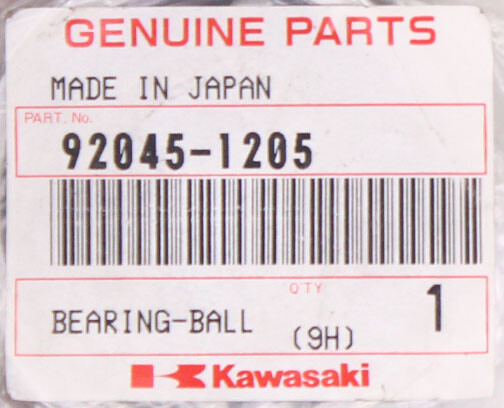 GENUINE PARTS
MADE IN JAPAN
PART. No.
92045-1205
Q'TY
BEARING-BALL 1
(9H)
Kawasaki